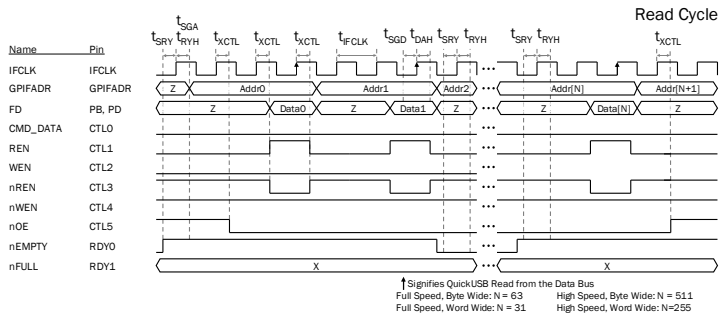 Read Cycle
tSGA
tSRY tRYH tXCTL tXCTL tXCTL tIFCLK tSGD tDAH tSRY tRYH tSRY tRYH tXCTL
Name Pin
IFCLK IFCLK
GPIFADR GPIFADR Z Addr0 Addr1 Addr2 ••• Addr[N] Addr[N+1]
FD PB, PD Z Data0 Z Data1 Z ••• Z Data[N] Z
CMD_DATA CTL0 •••
REN CTL1
WEN CTL2 •••
nREN CTL3
nWEN CTL4 •••
nOE CTL5
nEMPTY RDY0 •••
nFULL RDY1 X ••• X
Signifies QuickUSB Read from the Data Bus
Full Speed, Byte Wide: N = 63 High Speed, Byte Wide: N = 511
Full Speed, Word Wide: N = 31 High Speed, Word Wide: N=255